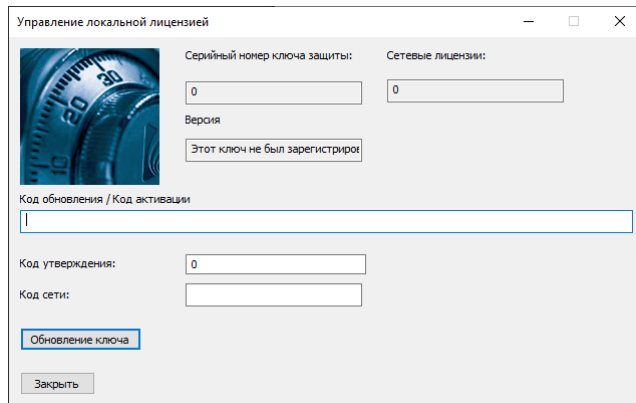 Управление локальной лицензией
Серийный номер ключа защиты: Сетевые лицензии:
0 0
Версия
Этот ключ не был зарегистриров
Код обновления / Код активации
Код утверждения: 0
Код сети:
Обновление ключа
Закрыть